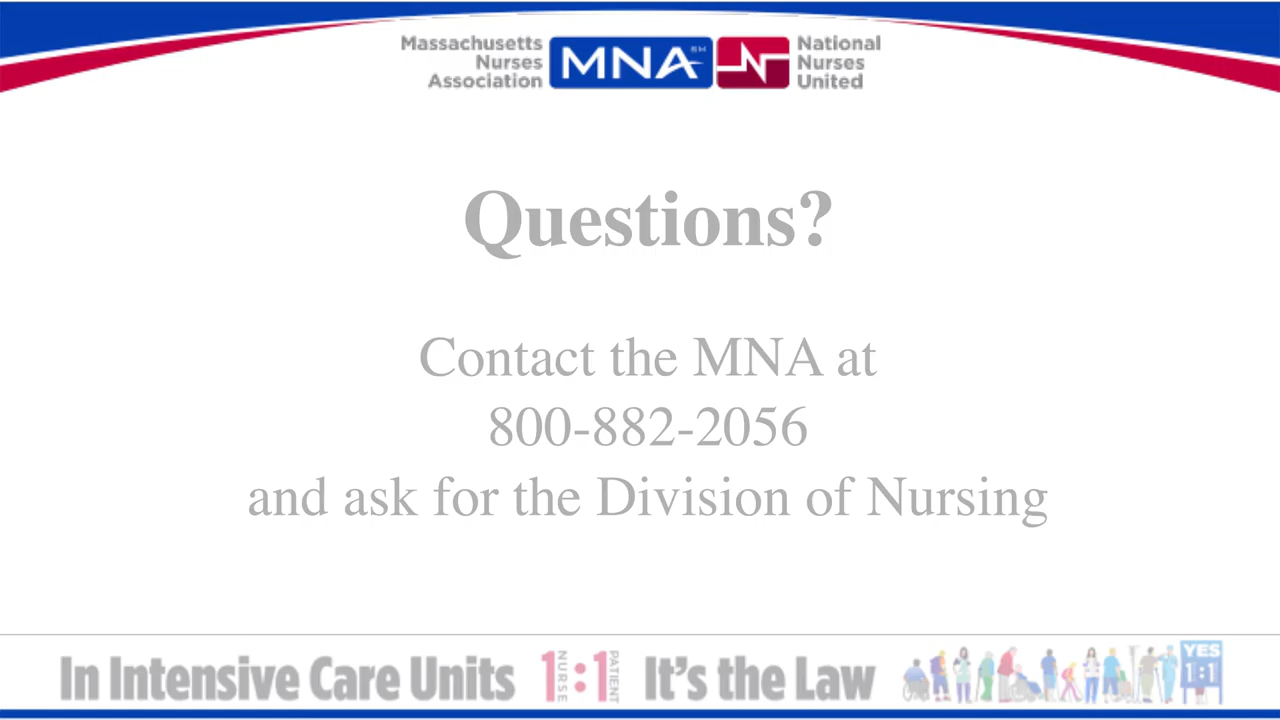 Massachusetts
Nurses
Association
MNA SM
National
Nurses
United
Questions?
Contact the MNA at
800-882-2056
and ask for the Division of Nursing
In Intensive Care Units 1:1 It's the Law
NURSE
PATIENT
YES
1:1